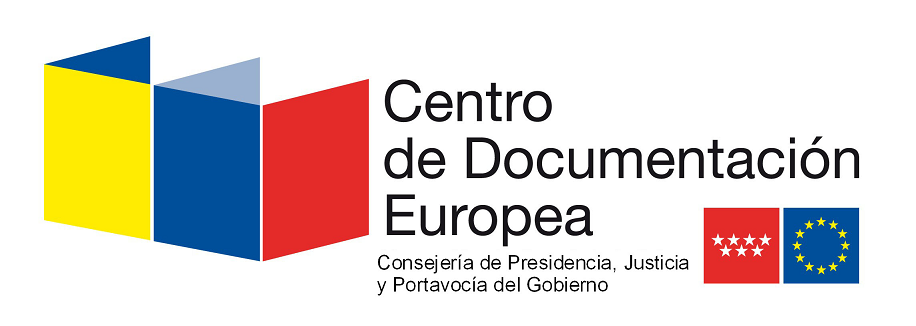 Centro
de Documentación
Europea
Consejería de Presidencia, Justicia
y Portavocía del Gobierno